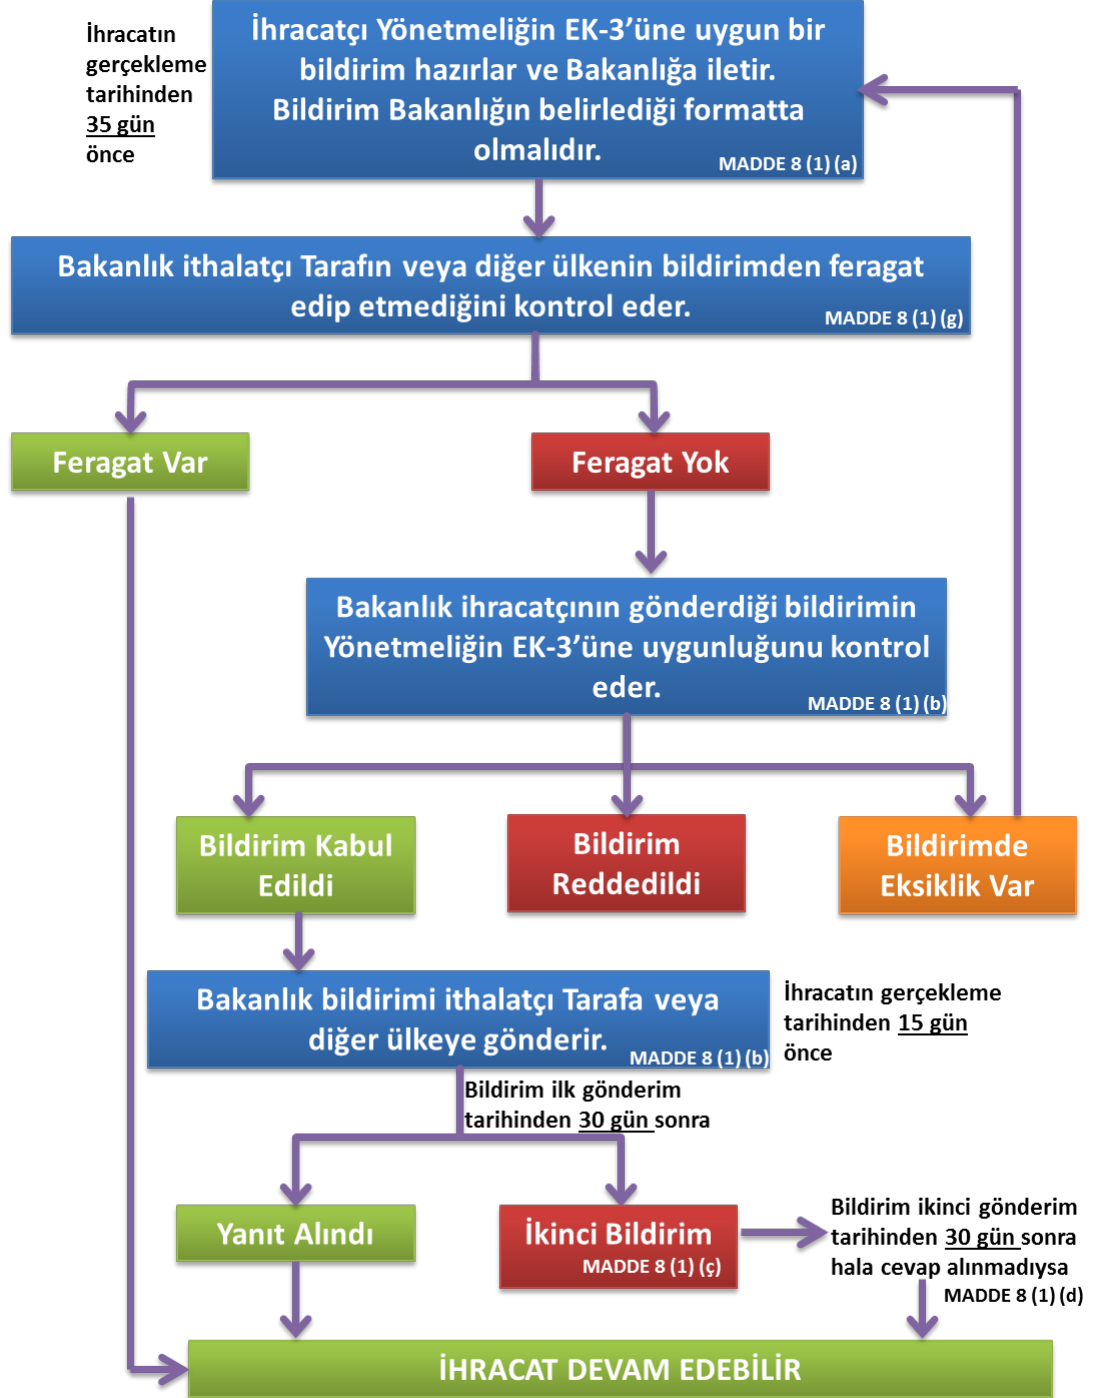 İhracatın
gerçekleme
tarihinden
35 gün
önce
İhracatçı Yönetmeliğin EK-3’üne uygun bir
bildirim hazırlar ve Bakanlığa iletir.
Bildirim Bakanlığın belirlediği formatta
olmalıdır.
MADDE 8 (1) (a)
Bakanlık ithalatçı Tarafın veya diğer ülkenin bildirimden feragat
edip etmediğini kontrol eder.
MADDE 8 (1) (g)
Feragat Var
Feragat Yok
Bakanlık ihracatçının gönderdiği bildirimin
Yönetmeliğin EK-3’üne uygunluğunu kontrol
eder.
MADDE 8 (1) (b)
Bildirim Kabul
Edildi
Bildirim
Reddedildi
Bildirimde
Eksiklik Var
Bakanlık bildirimi ithalatçı Tarafa veya
diğer ülkeye gönderir.
MADDE 8 (1) (b)
İhracatın gerçekleme
tarihinden 15 gün
önce
Bildirim ilk gönderim
tarihinden 30 gün sonra
Yanıt Alındı
İkinci Bildirim
MADDE 8 (1) (ç)
Bildirim ikinci gönderim
tarihinden 30 gün sonra
hala cevap alınmadıysa
MADDE 8 (1) (d)
İHRACAT DEVAM EDEBİLİR